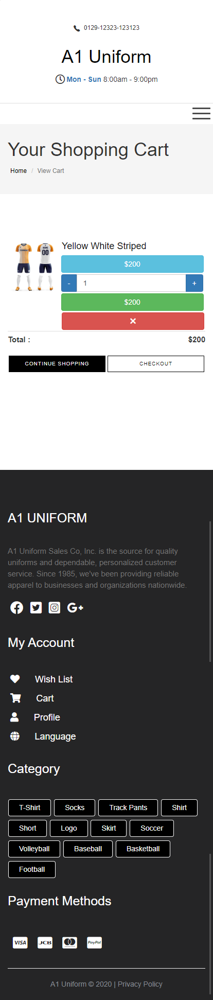 0129-12323-123123
A1 Uniform
Mon - Sun 8:00am - 9:00pm
Your Shopping Cart
Home / View Cart
Yellow White Striped
00
$200
- 1 +
$200
Total : $200
CONTINUE SHOPPING CHECKOUT
A1 UNIFORM
A1 Uniform Sales Co, Inc. is the source for quality
uniforms and dependable, personalized customer
service. Since 1985, we've been providing reliable
apparel to businesses and organizations nationwide.
G+
My Account
Wish List
Cart
Profile
Language
Category
T-Shirt Socks Track Pants Shirt
Short Logo Skirt Soccer
Volleyball Baseball Basketball
Football
Payment Methods
VISA JCB PayPal
A1 Uniform © 2020 | Privacy Policy